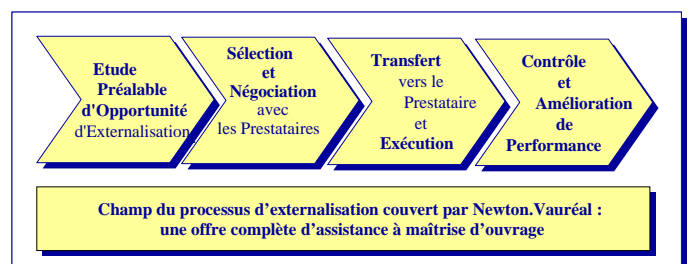 Etude
Préalable
d'Opportunité
d'Externalisation
Sélection
et
Négociation
avec
les Prestataires
Transfert
vers le
Prestataire
et
Exécution
Contrôle
et
Amélioration
de
Performance
Champ du processus d’externalisation couvert par Newton.Vauréal :
une offre complète d’assistance à maîtrise d’ouvrage